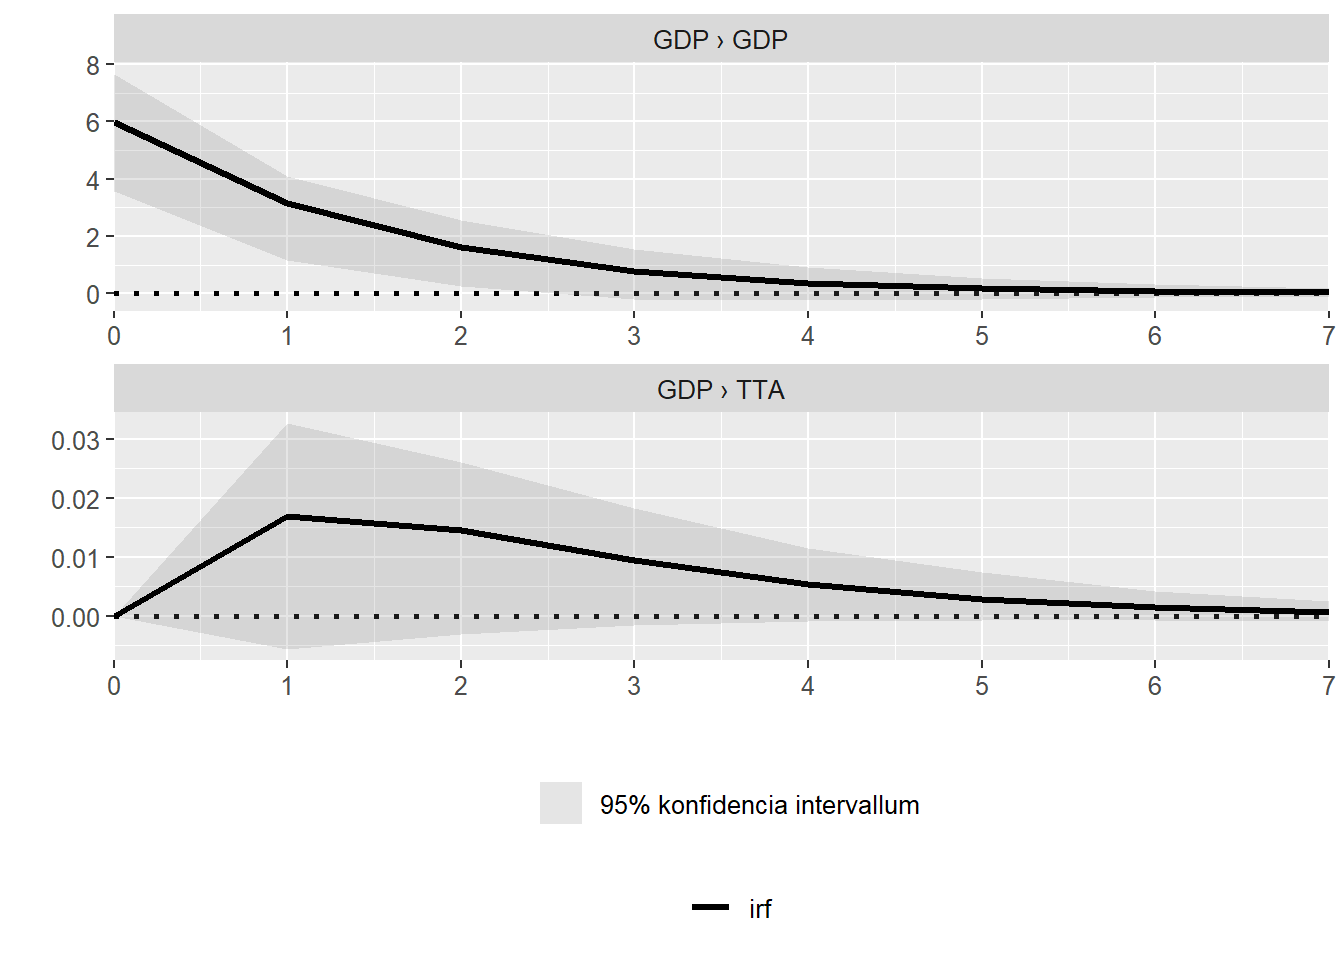 GDP › GDP
8
6
4
2
0
0 1 2 3 4 5 6 7
GDP › TTA
0.03
0.02
0.01
0.00
0 1 2 3 4 5 6 7
95% konfidencia intervallum
irf